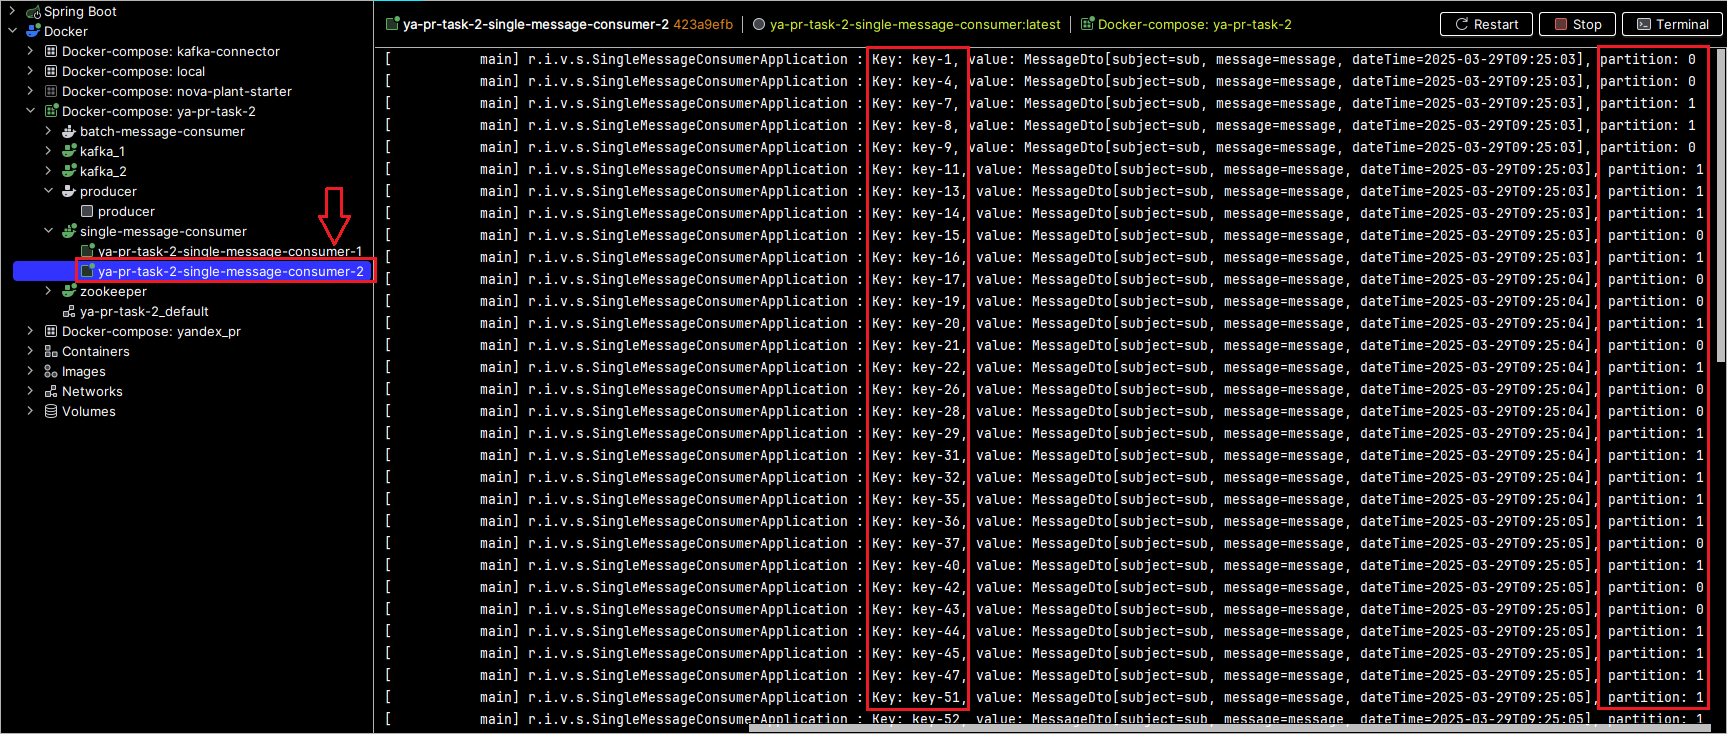 Spring Boot
Docker
Docker-compose: kafka-connector
Docker-compose: local
Docker-compose: nova-plant-starter
Docker-compose: ya-pr-task-2
batch-message-consumer
kafka_1
kafka_2
producer
producer
single-message-consumer
ya-pr-task-2-single-message-consumer-1
ya-pr-task-2-single-message-consumer-2
zookeeper
ya-pr-task-2_default
Docker-compose: yandex_pr
Containers
Images
Networks
Volumes
ya-pr-task-2-single-message-consumer-2 423a9efb ya-pr-task-2-single-message-consumer:latest Docker-compose: ya-pr-task-2 Restart Stop Terminal
[ main] r.i.v.s.SingleMessageConsumerApplication : Key: key-1, value: MessageDto[subject=sub, message=message, dateTime=2025-03-29T09:25:03], partition: 0
[ main] r.i.v.s.SingleMessageConsumerApplication : Key: key-4, value: MessageDto[subject=sub, message=message, dateTime=2025-03-29T09:25:03], partition: 0
[ main] r.i.v.s.SingleMessageConsumerApplication : Key: key-7, value: MessageDto[subject=sub, message=message, dateTime=2025-03-29T09:25:03], partition: 1
[ main] r.i.v.s.SingleMessageConsumerApplication : Key: key-8, value: MessageDto[subject=sub, message=message, dateTime=2025-03-29T09:25:03], partition: 1
[ main] r.i.v.s.SingleMessageConsumerApplication : Key: key-9, value: MessageDto[subject=sub, message=message, dateTime=2025-03-29T09:25:03], partition: 0
[ main] r.i.v.s.SingleMessageConsumerApplication : Key: key-11, value: MessageDto[subject=sub, message=message, dateTime=2025-03-29T09:25:03], partition: 1
[ main] r.i.v.s.SingleMessageConsumerApplication : Key: key-13, value: MessageDto[subject=sub, message=message, dateTime=2025-03-29T09:25:03], partition: 1
[ main] r.i.v.s.SingleMessageConsumerApplication : Key: key-14, value: MessageDto[subject=sub, message=message, dateTime=2025-03-29T09:25:03], partition: 1
[ main] r.i.v.s.SingleMessageConsumerApplication : Key: key-15, value: MessageDto[subject=sub, message=message, dateTime=2025-03-29T09:25:03], partition: 0
[ main] r.i.v.s.SingleMessageConsumerApplication : Key: key-16, value: MessageDto[subject=sub, message=message, dateTime=2025-03-29T09:25:03], partition: 1
[ main] r.i.v.s.SingleMessageConsumerApplication : Key: key-17, value: MessageDto[subject=sub, message=message, dateTime=2025-03-29T09:25:04], partition: 0
[ main] r.i.v.s.SingleMessageConsumerApplication : Key: key-19, value: MessageDto[subject=sub, message=message, dateTime=2025-03-29T09:25:04], partition: 0
[ main] r.i.v.s.SingleMessageConsumerApplication : Key: key-20, value: MessageDto[subject=sub, message=message, dateTime=2025-03-29T09:25:04], partition: 1
[ main] r.i.v.s.SingleMessageConsumerApplication : Key: key-21, value: MessageDto[subject=sub, message=message, dateTime=2025-03-29T09:25:04], partition: 0
[ main] r.i.v.s.SingleMessageConsumerApplication : Key: key-22, value: MessageDto[subject=sub, message=message, dateTime=2025-03-29T09:25:04], partition: 1
[ main] r.i.v.s.SingleMessageConsumerApplication : Key: key-26, value: MessageDto[subject=sub, message=message, dateTime=2025-03-29T09:25:04], partition: 0
[ main] r.i.v.s.SingleMessageConsumerApplication : Key: key-28, value: MessageDto[subject=sub, message=message, dateTime=2025-03-29T09:25:04], partition: 0
[ main] r.i.v.s.SingleMessageConsumerApplication : Key: key-29, value: MessageDto[subject=sub, message=message, dateTime=2025-03-29T09:25:04], partition: 1
[ main] r.i.v.s.SingleMessageConsumerApplication : Key: key-31, value: MessageDto[subject=sub, message=message, dateTime=2025-03-29T09:25:04], partition: 1
[ main] r.i.v.s.SingleMessageConsumerApplication : Key: key-32, value: MessageDto[subject=sub, message=message, dateTime=2025-03-29T09:25:04], partition: 1
[ main] r.i.v.s.SingleMessageConsumerApplication : Key: key-35, value: MessageDto[subject=sub, message=message, dateTime=2025-03-29T09:25:04], partition: 1
[ main] r.i.v.s.SingleMessageConsumerApplication : Key: key-36, value: MessageDto[subject=sub, message=message, dateTime=2025-03-29T09:25:05], partition: 1
[ main] r.i.v.s.SingleMessageConsumerApplication : Key: key-37, value: MessageDto[subject=sub, message=message, dateTime=2025-03-29T09:25:05], partition: 0
[ main] r.i.v.s.SingleMessageConsumerApplication : Key: key-40, value: MessageDto[subject=sub, message=message, dateTime=2025-03-29T09:25:05], partition: 1
[ main] r.i.v.s.SingleMessageConsumerApplication : Key: key-42, value: MessageDto[subject=sub, message=message, dateTime=2025-03-29T09:25:05], partition: 0
[ main] r.i.v.s.SingleMessageConsumerApplication : Key: key-43, value: MessageDto[subject=sub, message=message, dateTime=2025-03-29T09:25:05], partition: 0
[ main] r.i.v.s.SingleMessageConsumerApplication : Key: key-44, value: MessageDto[subject=sub, message=message, dateTime=2025-03-29T09:25:05], partition: 1
[ main] r.i.v.s.SingleMessageConsumerApplication : Key: key-45, value: MessageDto[subject=sub, message=message, dateTime=2025-03-29T09:25:05], partition: 1
[ main] r.i.v.s.SingleMessageConsumerApplication : Key: key-47, value: MessageDto[subject=sub, message=message, dateTime=2025-03-29T09:25:05], partition: 1
[ main] r.i.v.s.SingleMessageConsumerApplication : Key: key-51, value: MessageDto[subject=sub, message=message, dateTime=2025-03-29T09:25:05], partition: 1
[ main] r.i.v.s.SingleMessageConsumerApplication : Key: key-52, value: MessageDto[subject=sub, message=message, dateTime=2025-03-29T09:25:05], partition: 1